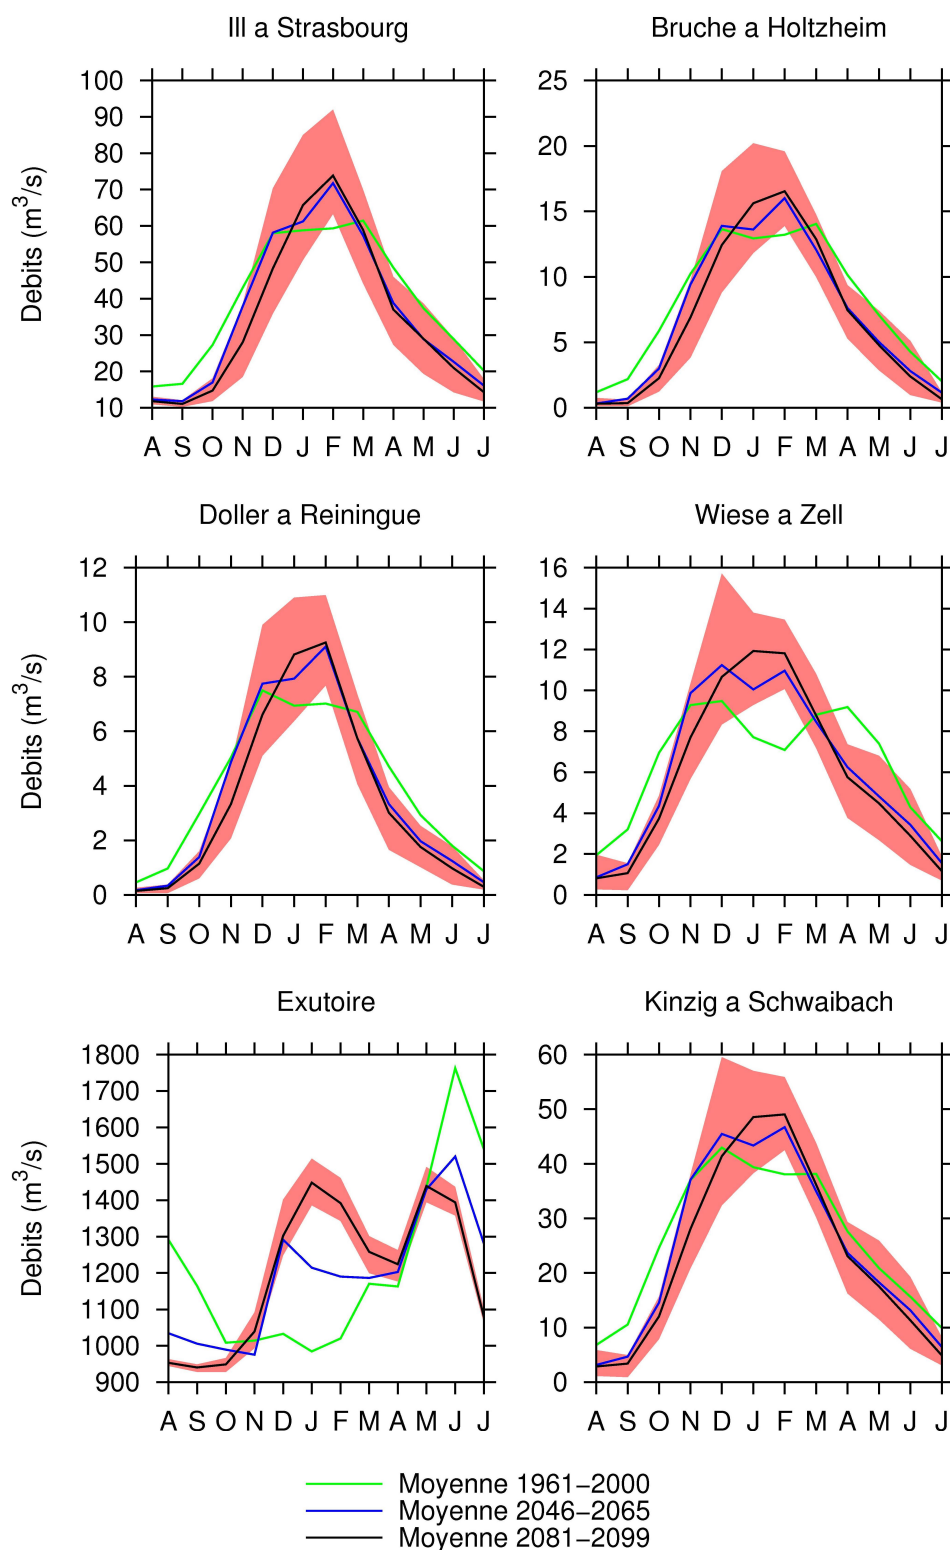 Ill a Strasbourg
Debits (m³/s)
100
90
80
70
60
50
40
30
20
10
A S O N D J F M A M J J
Bruche a Holtzheim
25
20
15
10
5
0
A S O N D J F M A M J J
Doller a Reiningue
Debits (m³/s)
12
10
8
6
4
2
0
A S O N D J F M A M J J
Wiese a Zell
16
14
12
10
8
6
4
2
0
A S O N D J F M A M J J
Exutoire
Debits (m³/s)
1800
1700
1600
1500
1400
1300
1200
1100
1000
900
A S O N D J F M A M J J
Kinzig a Schwaibach
60
50
40
30
20
10
0
A S O N D J F M A M J J
Moyenne 1961−2000
Moyenne 2046−2065
Moyenne 2081−2099